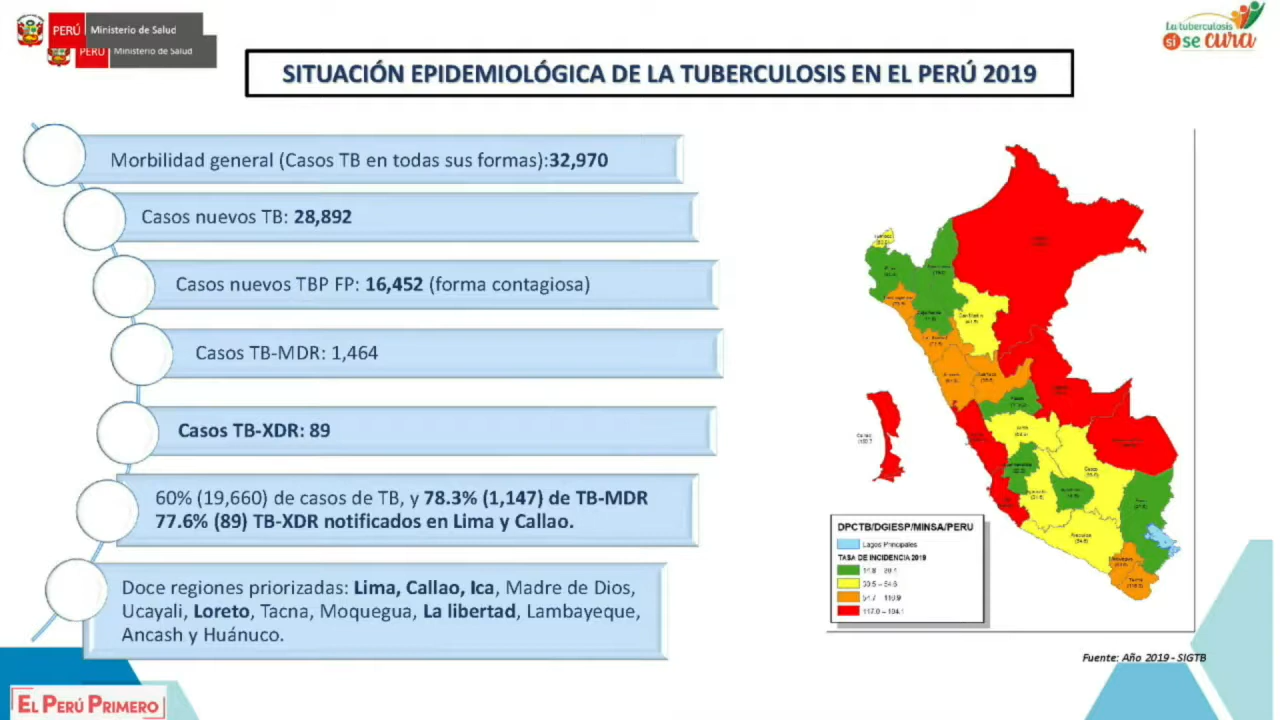 PERÚ Ministerio de Salud
PERÚ Ministerio de Salud
La tuberculosis
sí se cura
SITUACIÓN EPIDEMIOLÓGICA DE LA TUBERCULOSIS EN EL PERÚ 2019
Morbilidad general (Casos TB en todas sus formas):32,970
Casos nuevos TB: 28,892
Casos nuevos TBP FP: 16,452 (forma contagiosa)
Casos TB-MDR: 1,464
Casos TB-XDR: 89
60% (19,660) de casos de TB, y 78.3% (1,147) de TB-MDR
77.6% (89) TB-XDR notificados en Lima y Callao.
Doce regiones priorizadas: Lima, Callao, Ica, Madre de Dios,
Ucayali, Loreto, Tacna, Moquegua, La libertad, Lambayeque,
Ancash y Huánuco.
DPCTB/DGIESP/MINSA/PERU
Lagos Principales
TASA DE INCIDENCIA 2019
Fuente: Año 2019 - SIGTB
EL PERÚ PRIMERO